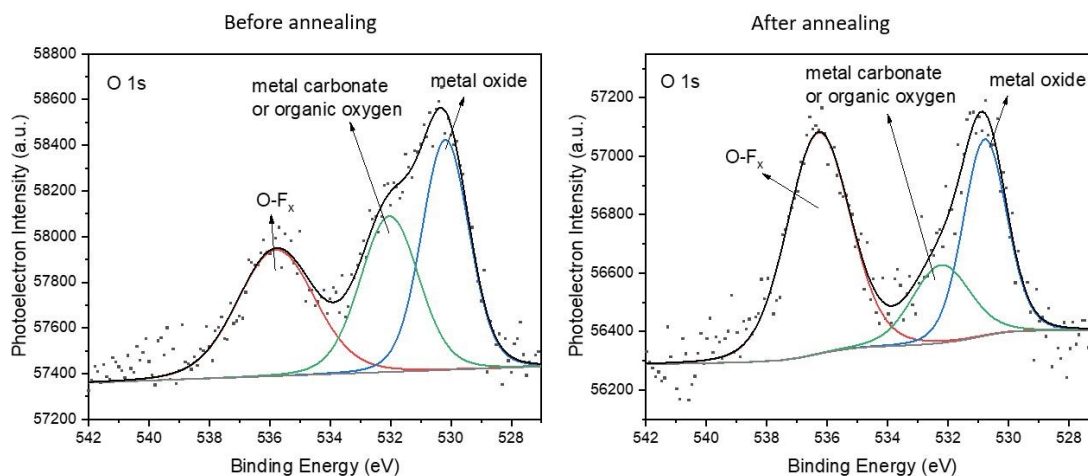 Before annealing
58800
58600
58400
58200
58000
57800
57600
57400
57200
Photoelectron Intensity (a.u.)
O 1s
metal carbonate
or organic oxygen
metal oxide
O-Fx
542
540
538
536
534
532
530
528
Binding Energy (eV)
After annealing
57200
57000
56800
56600
56400
56200
Photoelectron Intensity (a.u.)
O 1s
metal carbonate
or organic oxygen
metal oxide
O-Fx
542
540
538
536
534
532
530
528
Binding Energy (eV)